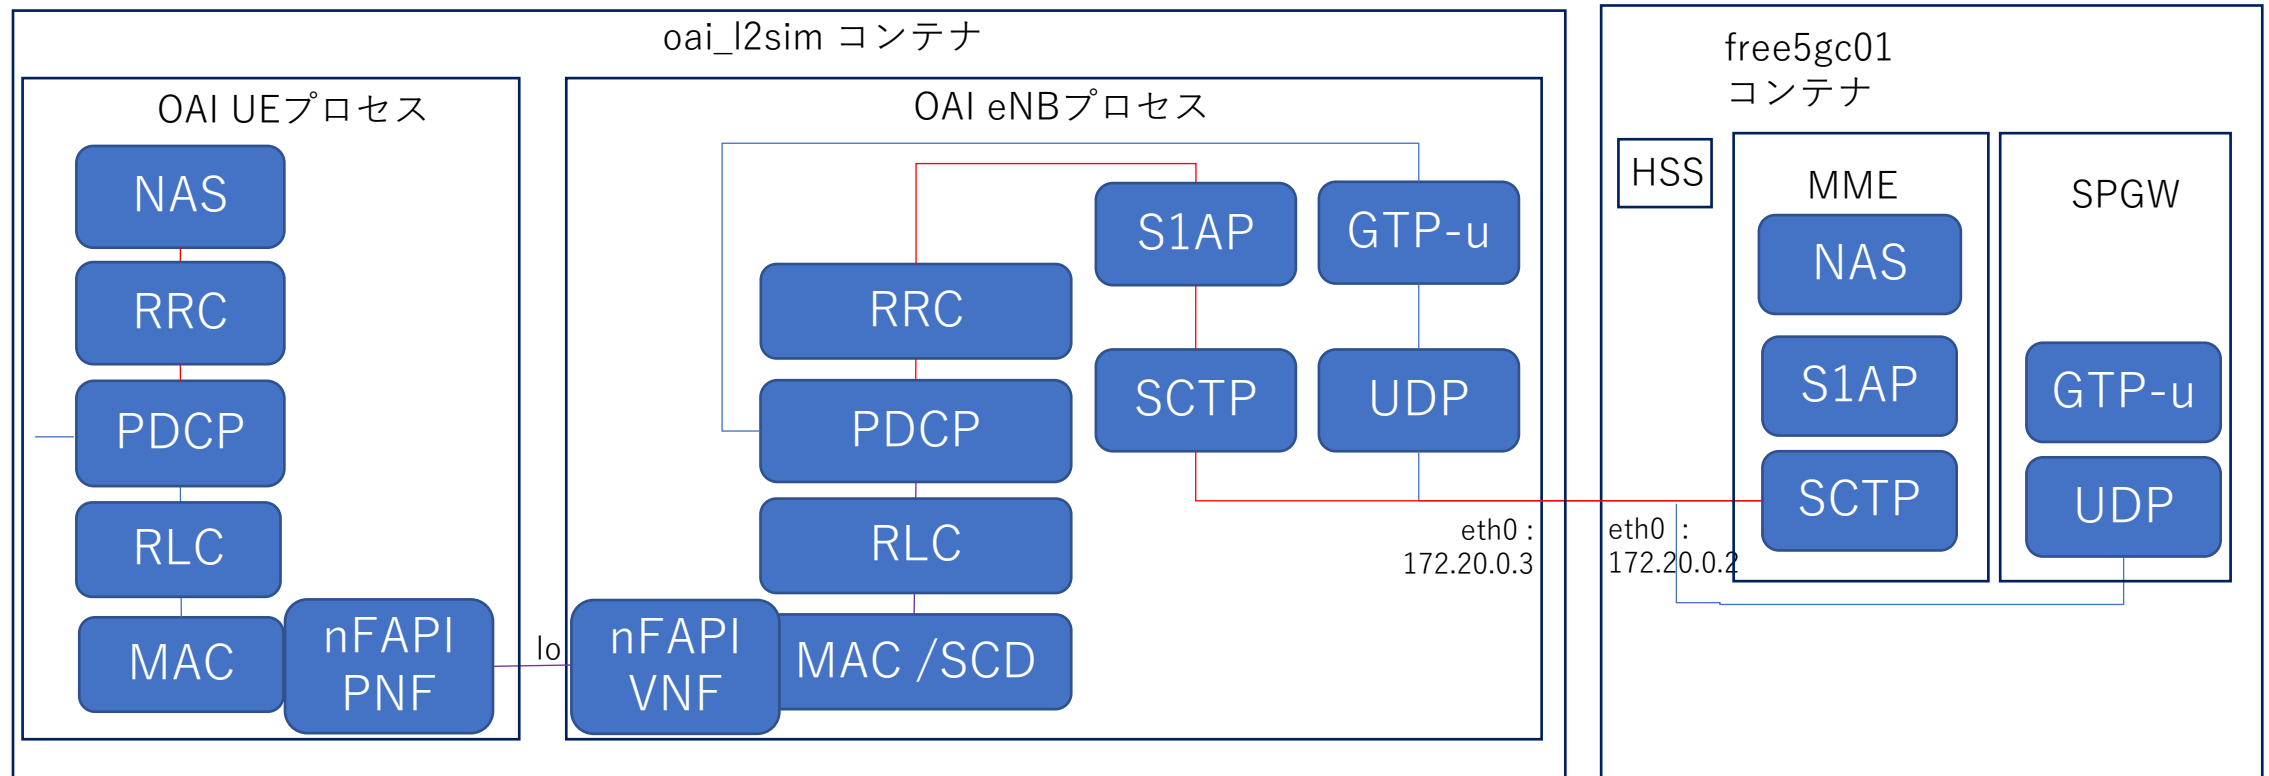 oai_l2sim コンテナ
OAI UEプロセス
NAS
RRC
PDCP
RLC
MAC
nFAPI
PNF
lo
OAI eNBプロセス
RRC
PDCP
RLC
nFAPI
VNF
MAC /SCD
S1AP
SCTP
GTP-u
UDP
eth0 :
172.20.0.3
free5gc01
コンテナ
HSS
MME
NAS
S1AP
SCTP
SPGW
GTP-u
UDP
eth0 :
172.20.0.2